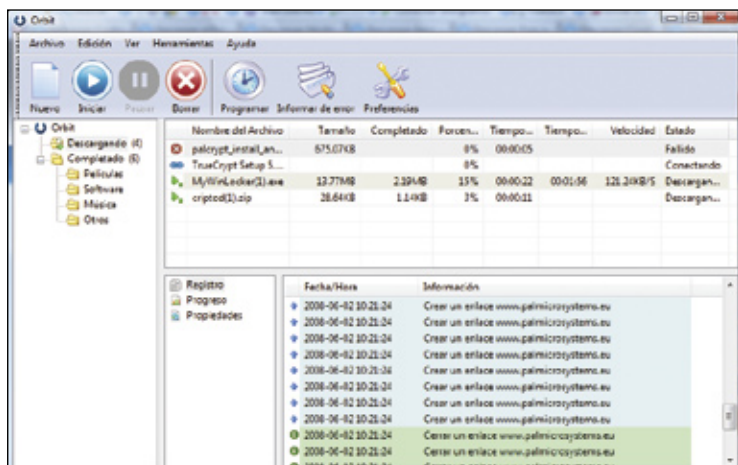 Orbit
Archivo Edición Ver Herramientas Ayuda
Nuevo Iniciar Pausar Borrar Programar Informar de error Preferencias
Orbit
Descargando (4)
Completado (6)
Películas
Software
Música
Otros
Nombre del Archivo Tamaño Completado Porcen... Tiempo... Tiempo... Velocidad Estado
palcrypt_install_an... 675.07KB 0% 00:00:05 Fallido
TrueCrypt Setup 5.... 0% Conectando
MyWinLocker(1).exe 13.77MB 2.19MB 15% 00:00:22 00:01:56 121.24KB/S Descargan...
cripted(1).zip 28.64KB 1.14KB 3% 00:00:11 Descargan...
Registro
Progreso
Propiedades
Fecha/Hora Información
2008-06-02 10:21:24 Crear un enlace www.palmicrosystems.eu
2008-06-02 10:21:24 Crear un enlace www.palmicrosystems.eu
2008-06-02 10:21:24 Crear un enlace www.palmicrosystems.eu
2008-06-02 10:21:24 Crear un enlace www.palmicrosystems.eu
2008-06-02 10:21:24 Crear un enlace www.palmicrosystems.eu
2008-06-02 10:21:24 Crear un enlace www.palmicrosystems.eu
2008-06-02 10:21:24 Crear un enlace www.palmicrosystems.eu
2008-06-02 10:21:24 Crear un enlace www.palmicrosystems.eu
2008-06-02 10:21:24 Cerrar un enlace www.palmicrosystems.eu
2008-06-02 10:21:24 Cerrar un enlace www.palmicrosystems.eu